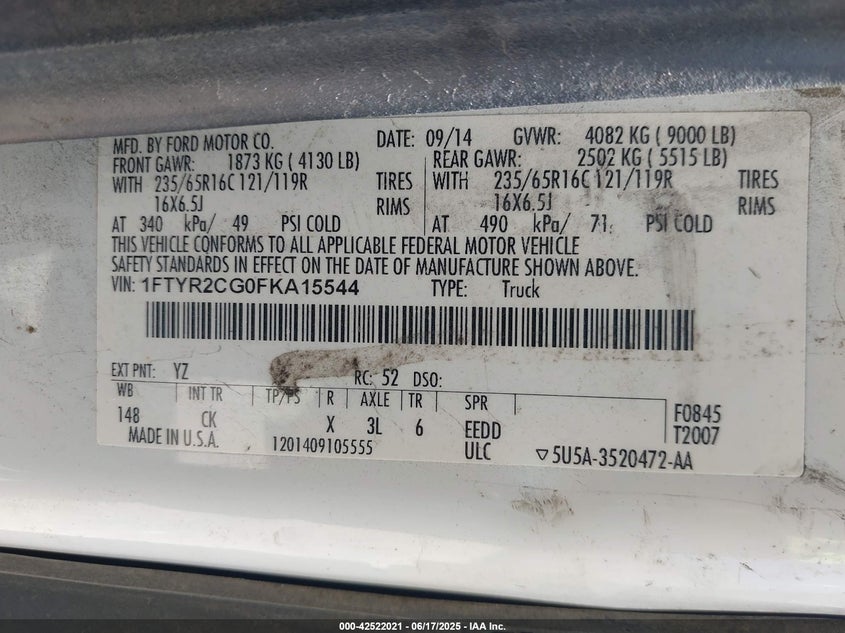 MFD. BY FORD MOTOR CO. DATE: 09/14 GVWR: 4082 KG ( 9000 LB)
FRONT GAWR: 1873 KG ( 4130 LB) REAR GAWR: 2502 KG ( 5515 LB)
WITH 235/65R16C 121/119R TIRES WITH 235/65R16C 121/119R TIRES
16X6.5J RIMS 16X6.5J RIMS
AT 340 kPa/ 49 PSI COLD AT 490 kPa/ 71 PSI COLD
THIS VEHICLE CONFORMS TO ALL APPLICABLE FEDERAL MOTOR VEHICLE
SAFETY STANDARDS IN EFFECT ON THE DATE OF MANUFACTURE SHOWN ABOVE.
VIN: 1FTYR2CG0FKA15544 TYPE: Truck
EXT PNT: YZ RC: 52 DSO:
WB INT TR TP/PS R AXLE TR SPR F0845
148 CK X 3L 6 EEDD T2007
MADE IN U.S.A. 1201409105555 ULC ▽5U5A-3520472-AA
000-42522021 - 06/17/2025 - IAA Inc.